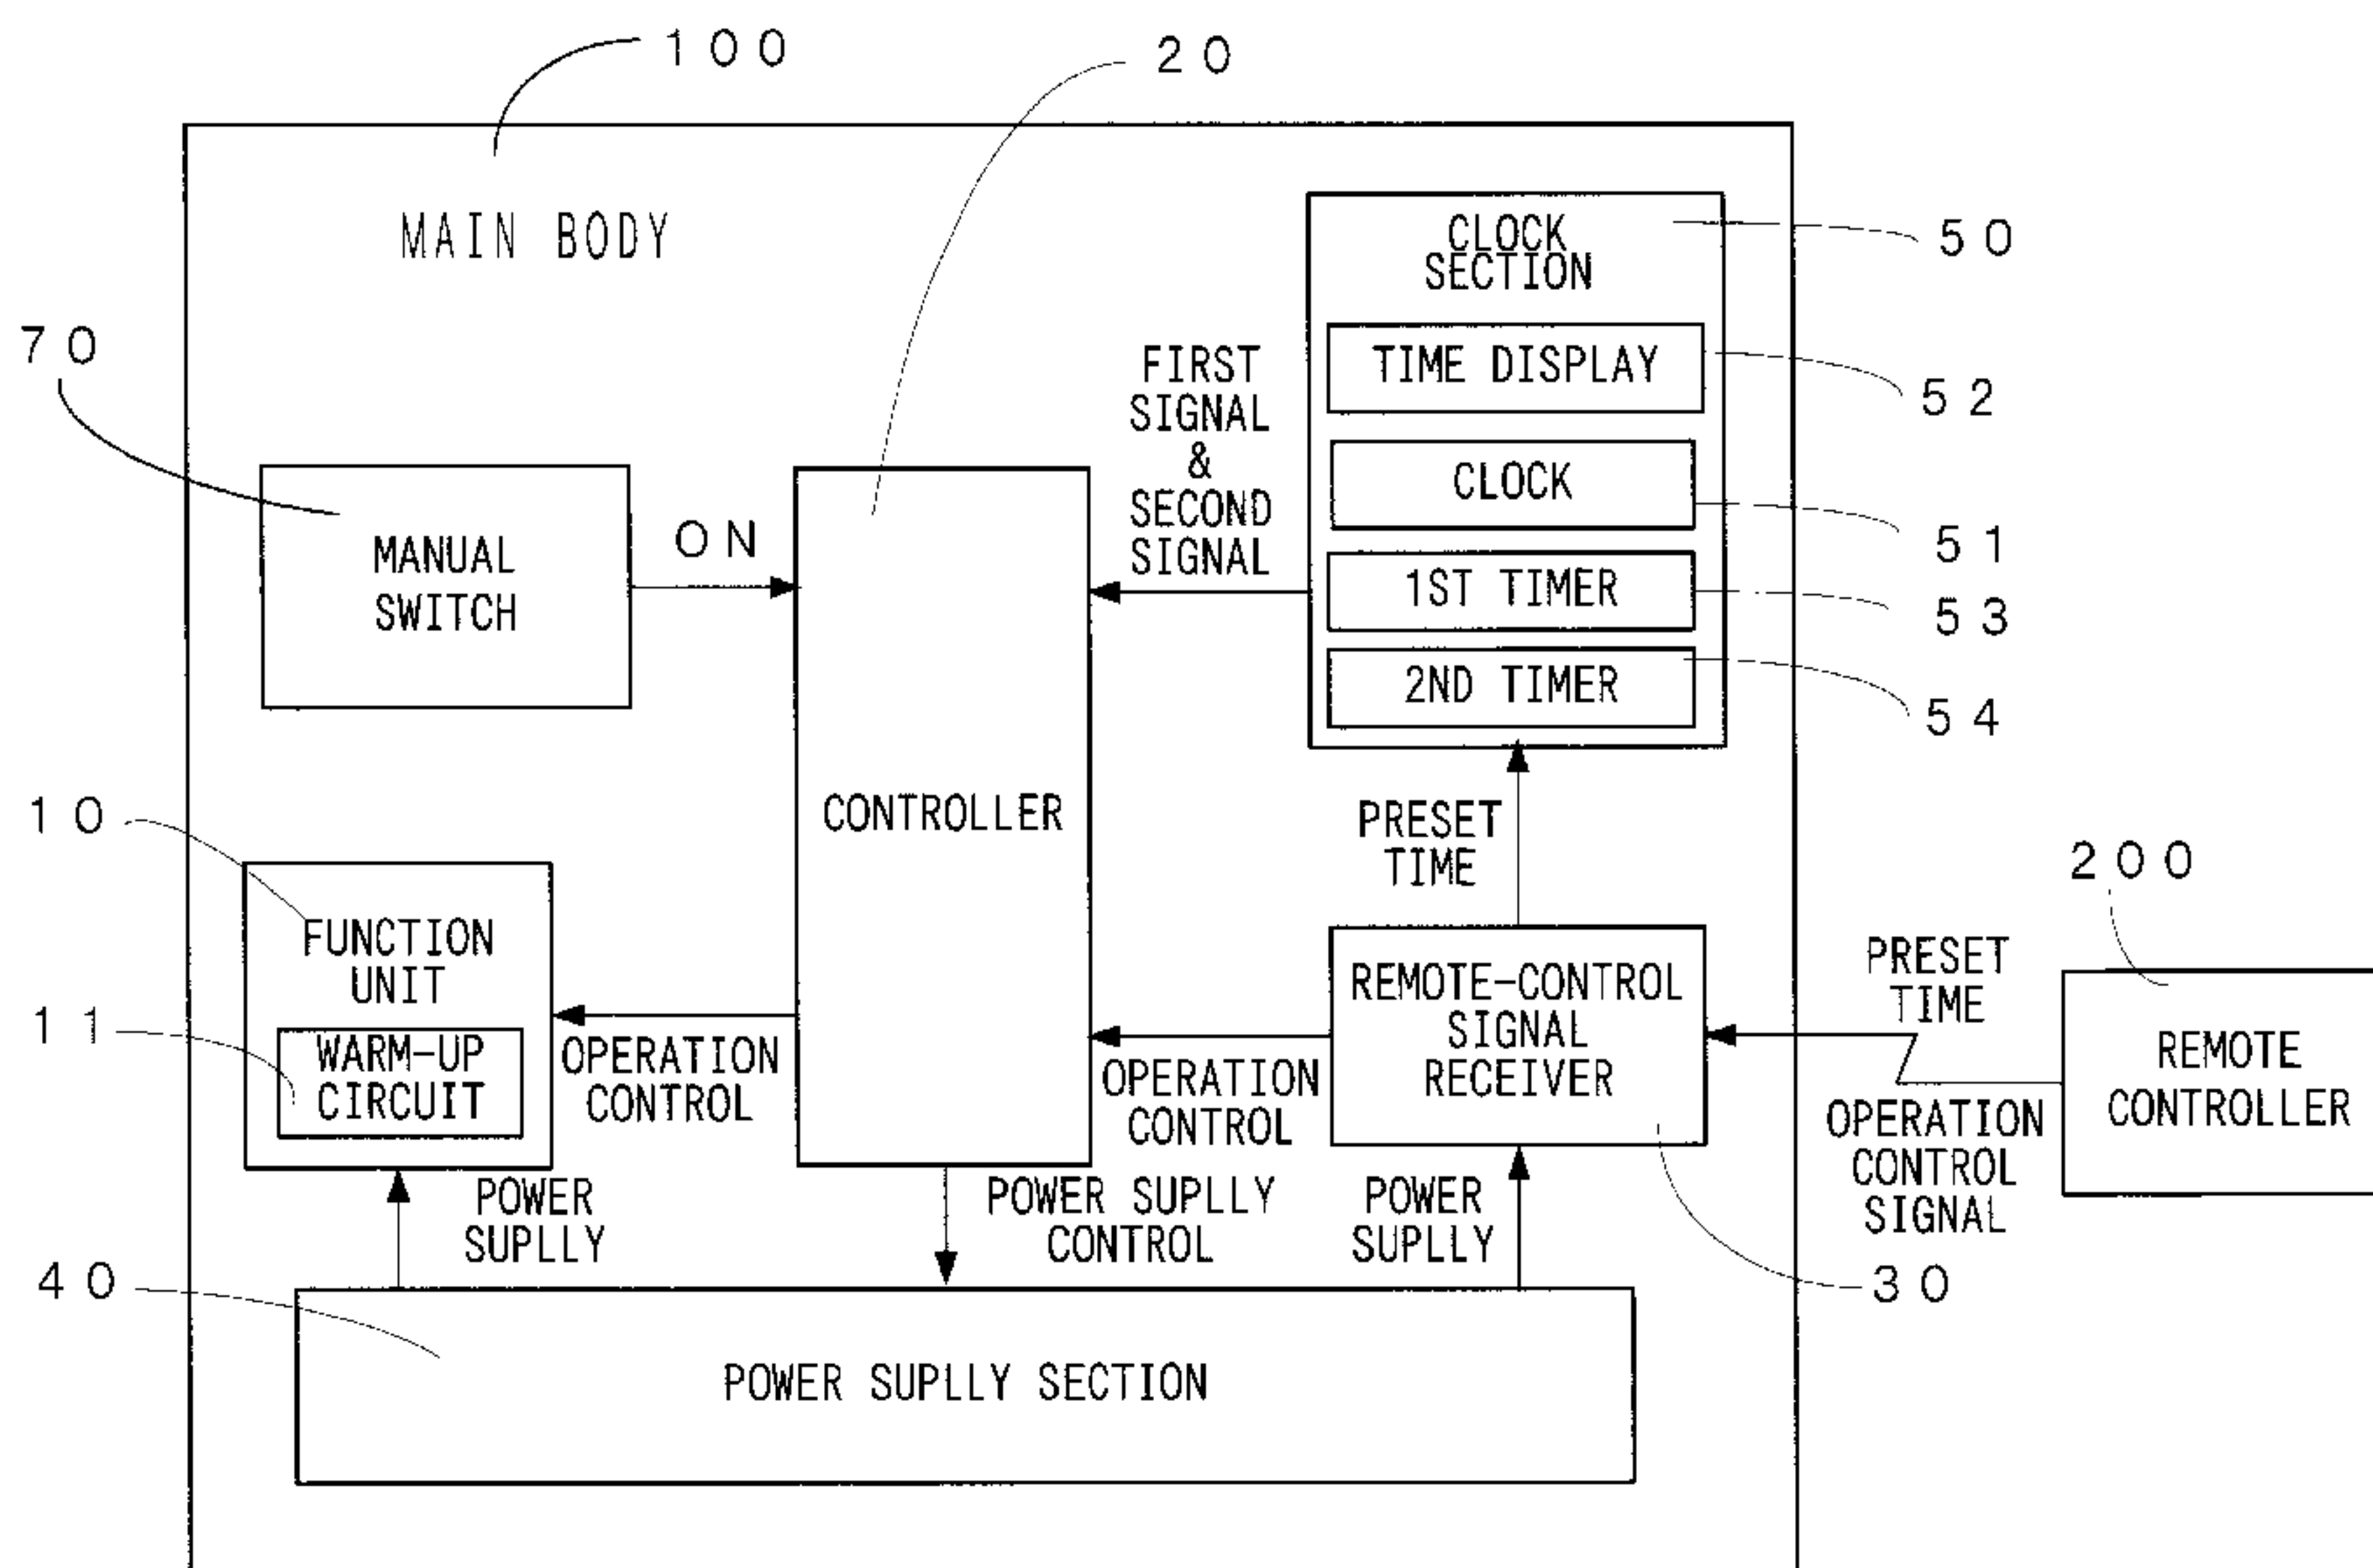 100
20
MAIN BODY
CLOCK
SECTION
50
70
TIME DISPLAY
52
FIRST
SIGNAL
&
SECOND
SIGNAL
CLOCK
51
MANUAL
SWITCH
ON
1ST TIMER
53
2ND TIMER
54
10
CONTROLLER
PRESET
TIME
200
FUNCTION
UNIT
11
WARM-UP
CIRCUIT
OPERATION
CONTROL
OPERATION
CONTROL
REMOTE-CONTROL
SIGNAL
RECEIVER
PRESET
TIME
OPERATION
CONTROL
SIGNAL
REMOTE
CONTROLLER
POWER
SUPLLY
POWER SUPLLY
CONTROL
POWER
SUPLLY
30
40
POWER SUPLLY SECTION